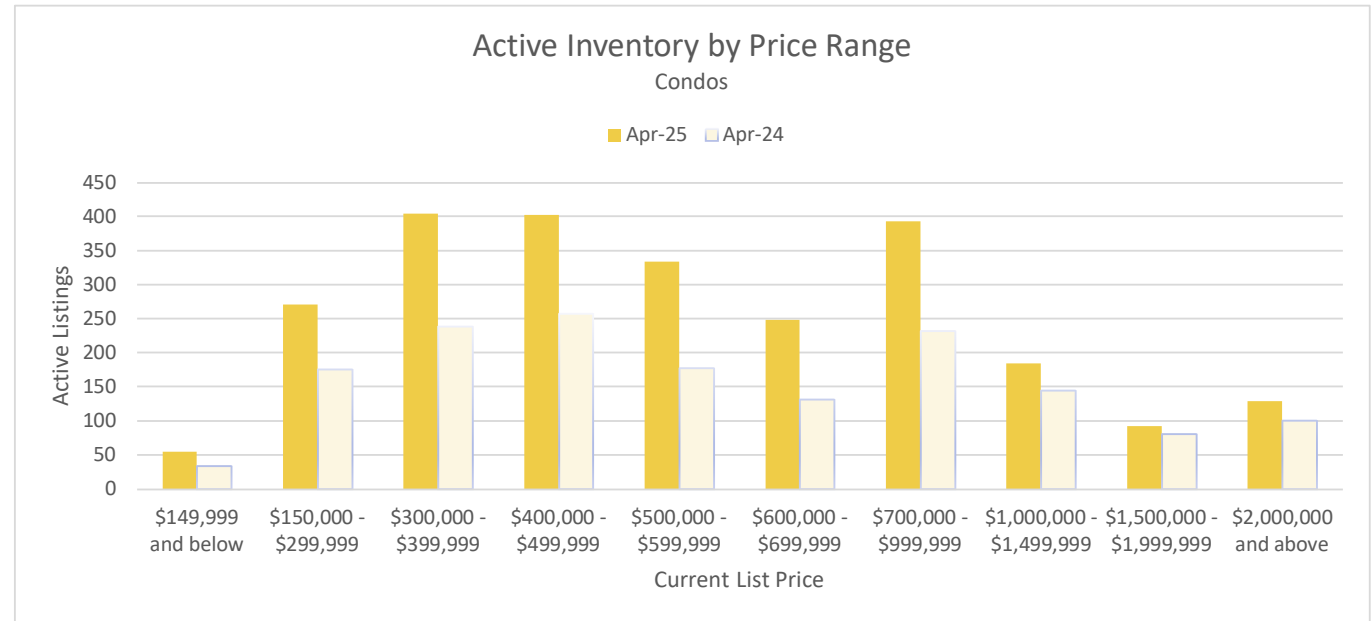 Active Inventory by Price Range
Condos
Apr-25 Apr-24
Active Listings
450
400
350
300
250
200
150
100
50
0
$149,999 $150,000 - $300,000 - $400,000 - $500,000 - $600,000 - $700,000 - $1,000,000 - $1,500,000 - $2,000,000
and below $299,999 $399,999 $499,999 $599,999 $699,999 $999,999 $1,499,999 $1,999,999 and above
Current List Price